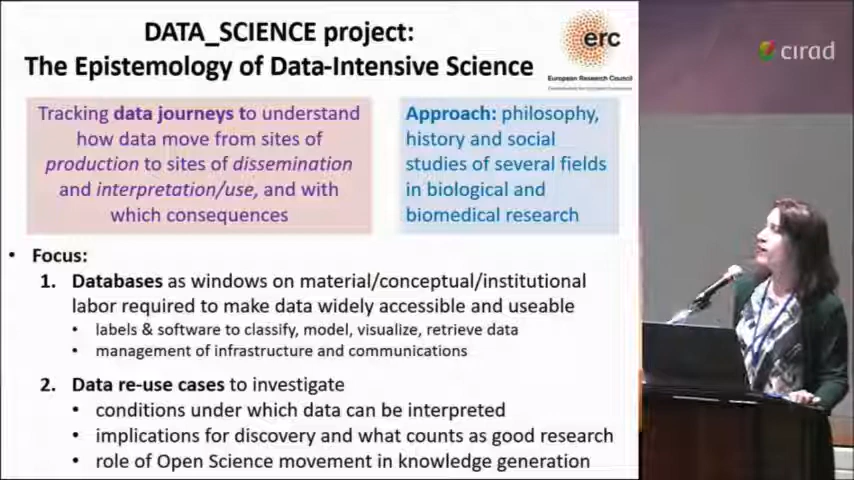 DATA_SCIENCE project:
The Epistemology of Data-Intensive Science
erc
European Research Council
cirad
Tracking data journeys to understand
how data move from sites of
production to sites of dissemination
and interpretation/use, and with
which consequences
Approach: philosophy,
history and social
studies of several fields
in biological and
biomedical research
• Focus:
1. Databases as windows on material/conceptual/institutional
labor required to make data widely accessible and useable
• labels & software to classify, model, visualize, retrieve data
• management of infrastructure and communications
2. Data re-use cases to investigate
• conditions under which data can be interpreted
• implications for discovery and what counts as good research
• role of Open Science movement in knowledge generation